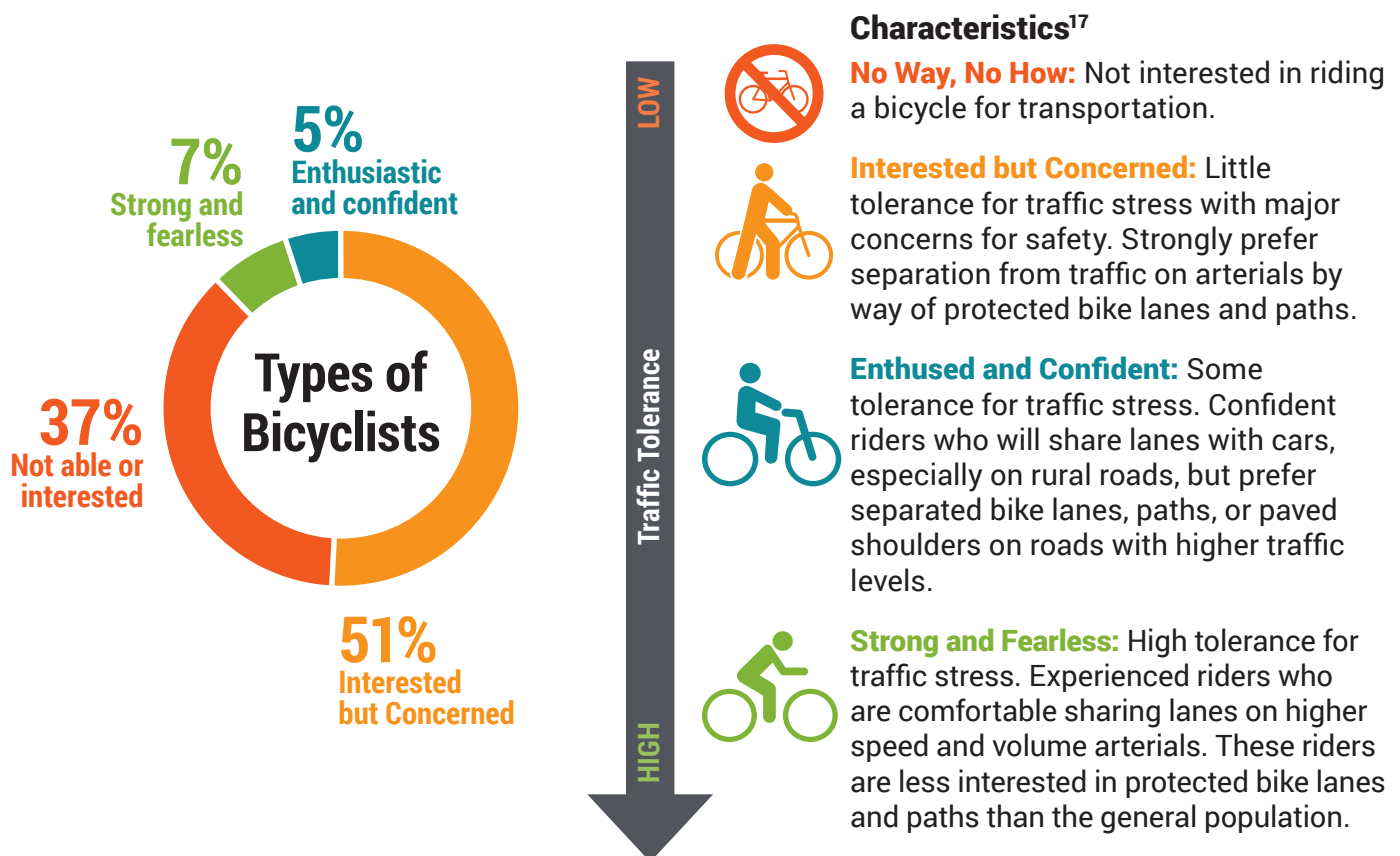 5%
Enthusiastic
and confident
7%
Strong and
fearless
Types of
Bicyclists
37%
Not able or
interested
51%
Interested
but Concerned
LOW
Traffic Tolerance
HIGH
Characteristics17
No Way, No How: Not interested in riding
a bicycle for transportation.
Interested but Concerned: Little
tolerance for traffic stress with major
concerns for safety. Strongly prefer
separation from traffic on arterials by
way of protected bike lanes and paths.
Enthused and Confident: Some
tolerance for traffic stress. Confident
riders who will share lanes with cars,
especially on rural roads, but prefer
separated bike lanes, paths, or paved
shoulders on roads with higher traffic
levels.
Strong and Fearless: High tolerance for
traffic stress. Experienced riders who
are comfortable sharing lanes on higher
speed and volume arterials. These riders
are less interested in protected bike lanes
and paths than the general population.